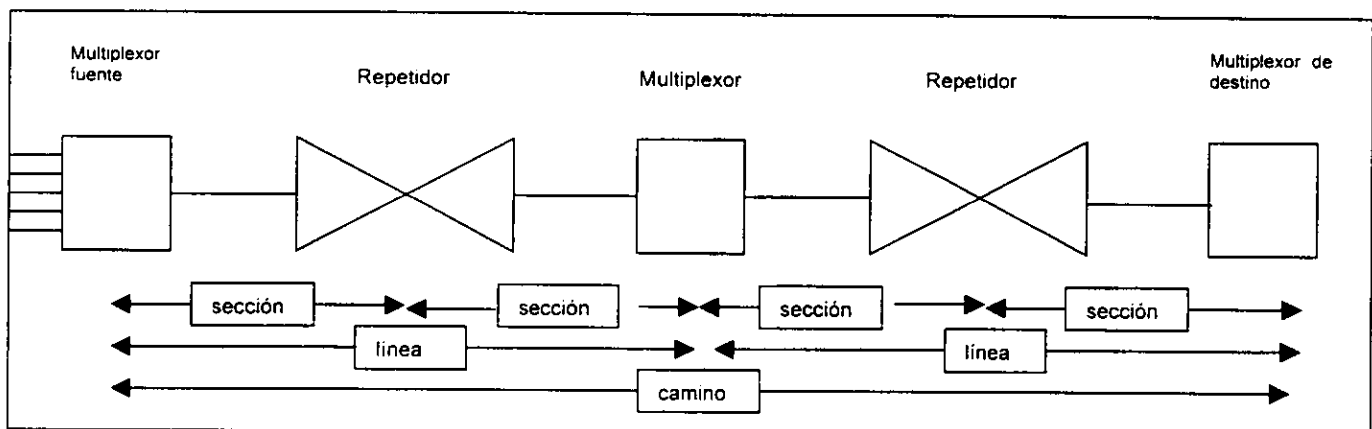 Multiplexor
fuente
Repetidor
Multiplexor
Repetidor
Multiplexor de
destino
sección
sección
sección
sección
línea
línea
camino